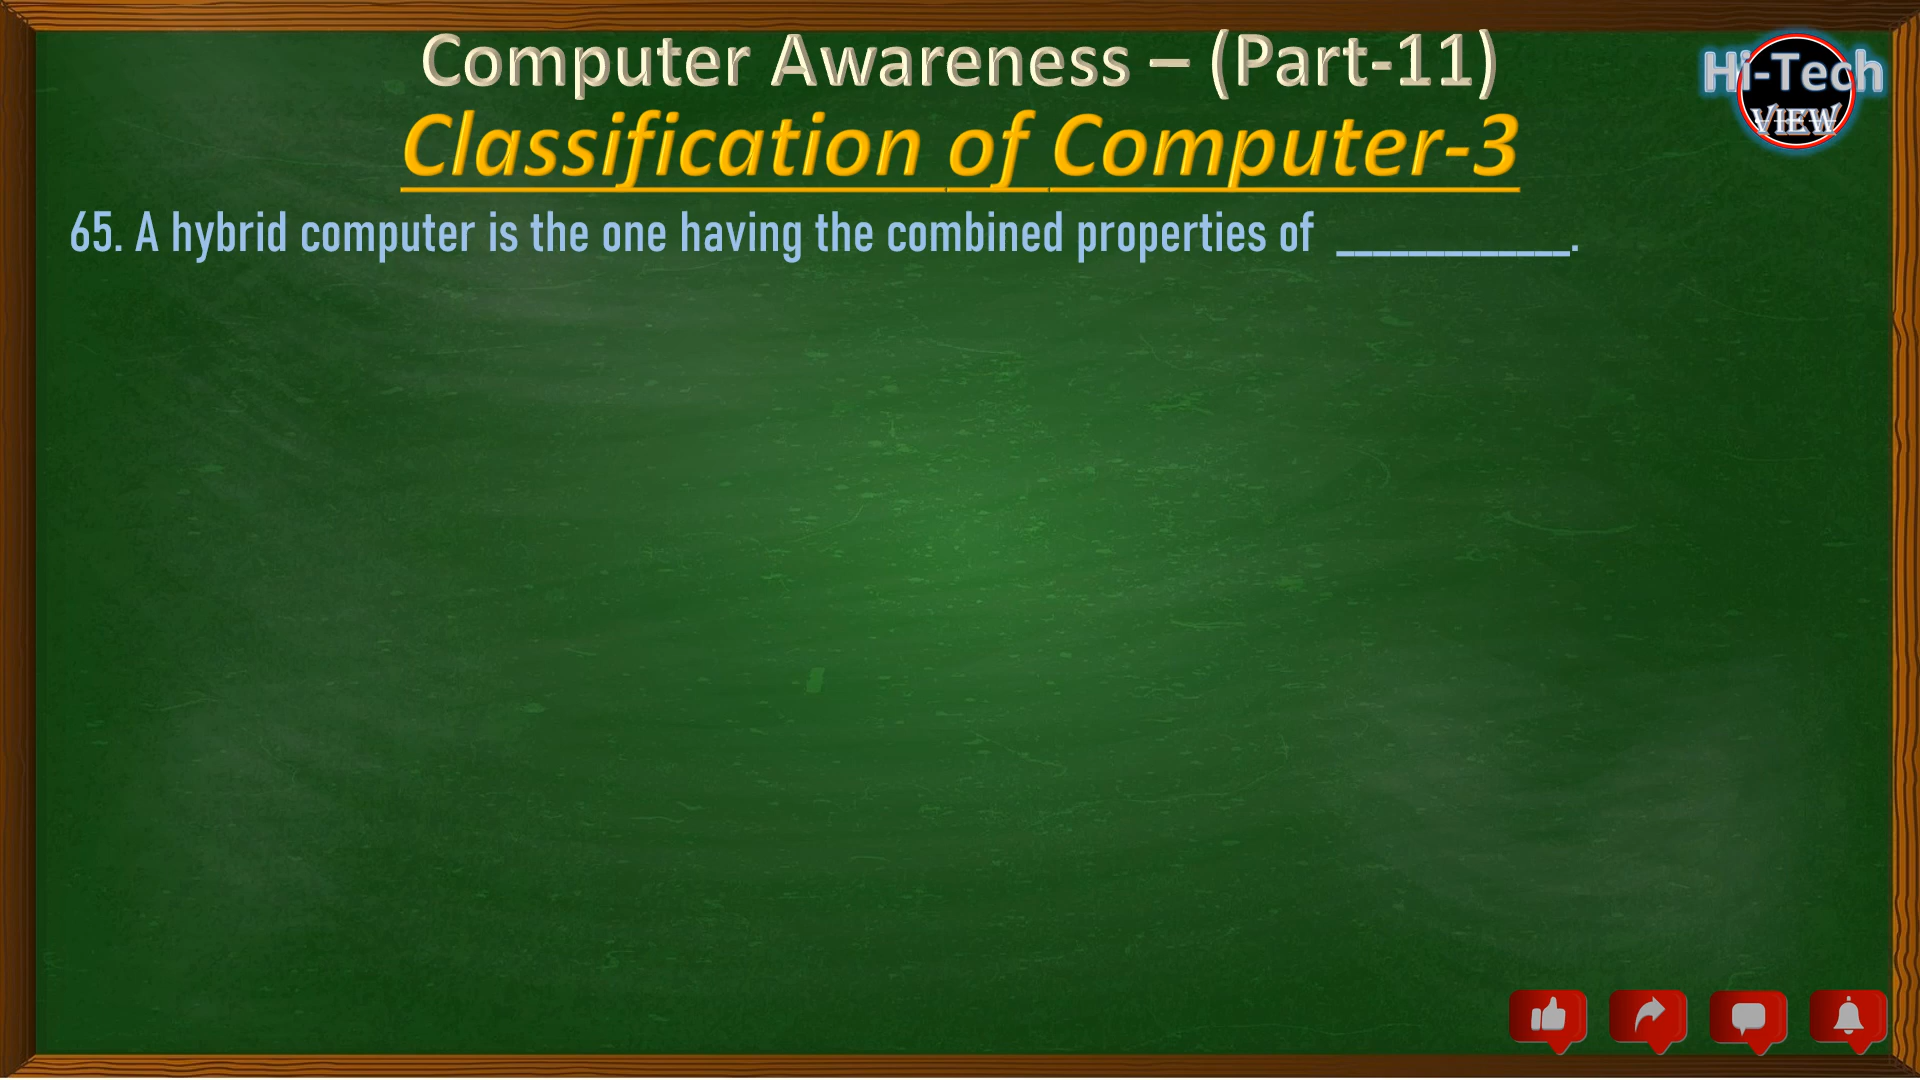 Computer Awareness – (Part-11)
Hi-Tech
VIEW
Classification of Computer-3
65. A hybrid computer is the one having the combined properties of ____________.